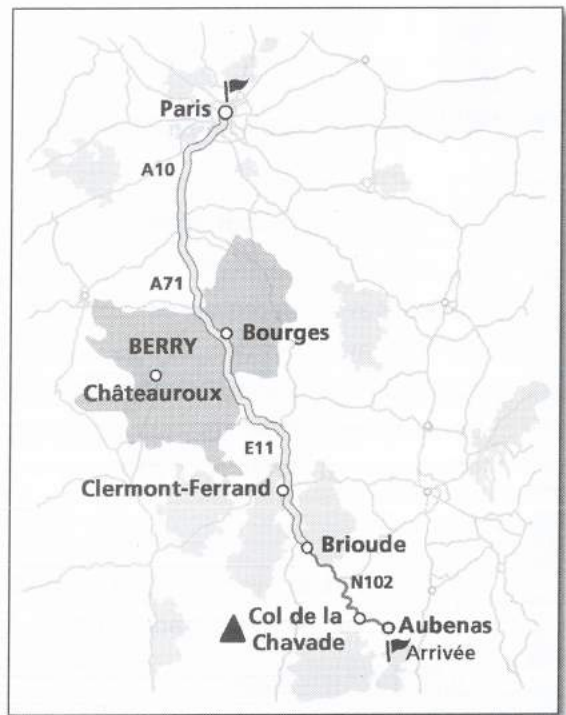 Paris
A10
A71
Bourges
BERRY
Châteauroux
E11
Clermont-Ferrand
Brioude
N102
Col de la
Chavade
Aubenas
Arrivée